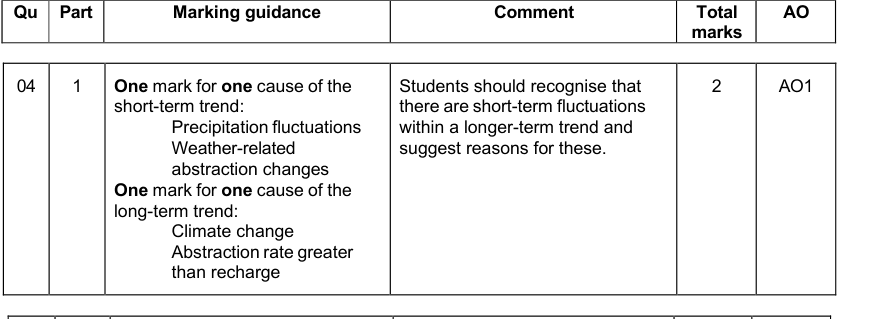 Qu Part Marking guidance Comment Total marks AO
04 1 One mark for one cause of the short-term trend:
Precipitation fluctuations
Weather-related
abstraction changes
One mark for one cause of the
long-term trend:
Climate change
Abstraction rate greater
than recharge
Students should recognise that
there are short-term fluctuations
within a longer-term trend and
suggest reasons for these.
2
AO1